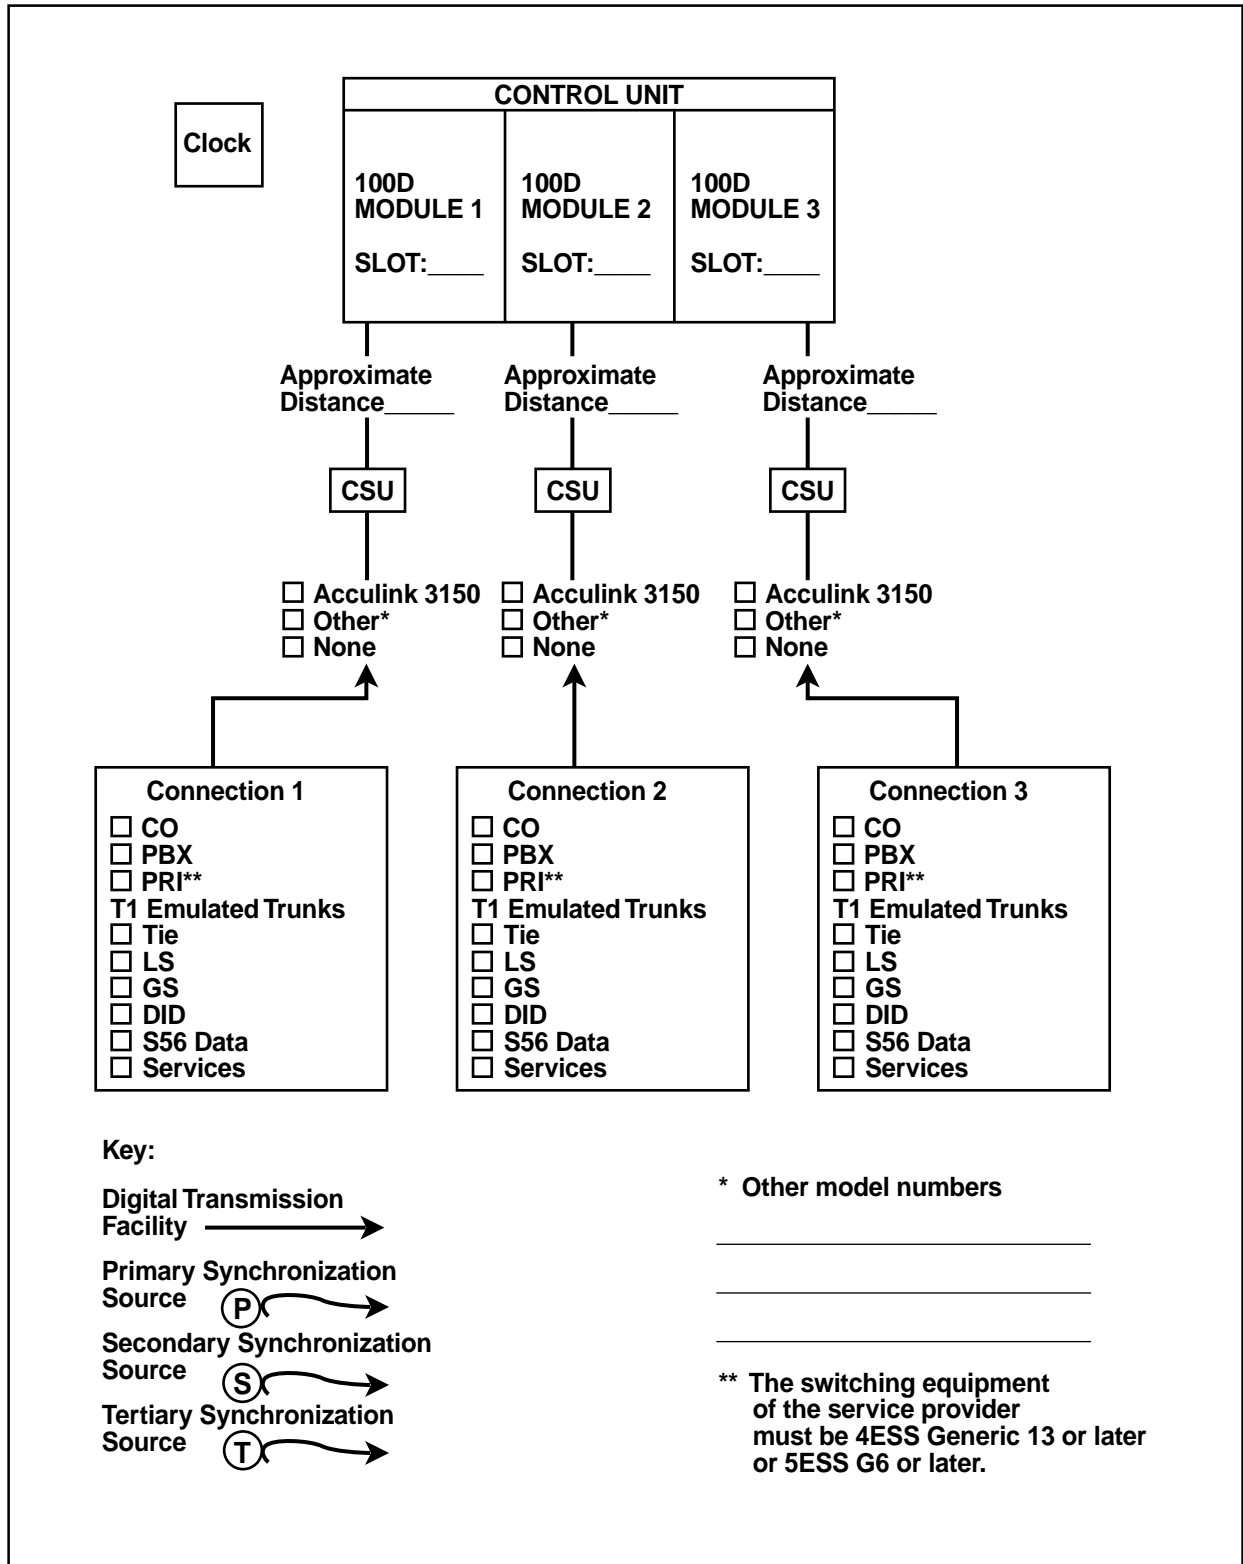 CONTROL UNIT
Clock
100D
MODULE 1
SLOT:____
100D
MODULE 2
SLOT:____
100D
MODULE 3
SLOT:____
Approximate
Distance_____
Approximate
Distance_____
Approximate
Distance_____
CSU
CSU
CSU
Acculink 3150
Other*
None
Acculink 3150
Other*
None
Acculink 3150
Other*
None
Connection 1
CO
PBX
PRI**
T1 Emulated Trunks
Tie
LS
GS
DID
S56 Data
Services
Connection 2
CO
PBX
PRI**
T1 Emulated Trunks
Tie
LS
GS
DID
S56 Data
Services
Connection 3
CO
PBX
PRI**
T1 Emulated Trunks
Tie
LS
GS
DID
S56 Data
Services
Key:
Digital Transmission
Facility
Primary Synchronization
Source P
Secondary Synchronization
Source S
Tertiary Synchronization
Source T
* Other model numbers
** The switching equipment
of the service provider
must be 4ESS Generic 13 or later
or 5ESS G6 or later.